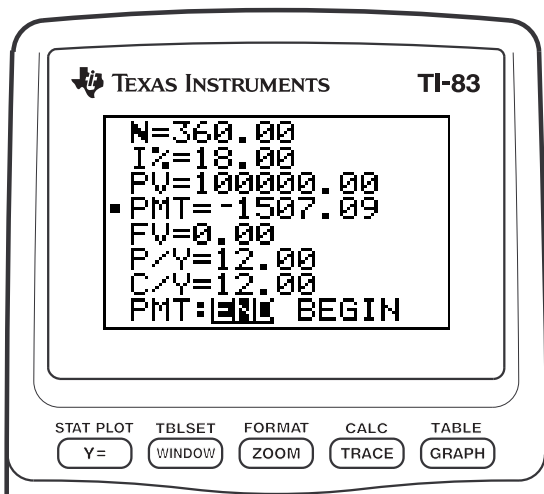 TEXAS INSTRUMENTS TI-83
N=360.00
I%=18.00
PV=100000.00
▪PMT=-1507.09
FV=0.00
P/Y=12.00
C/Y=12.00
PMT:END BEGIN
STAT PLOT TBLSET FORMAT CALC TABLE
Y= WINDOW ZOOM TRACE GRAPH